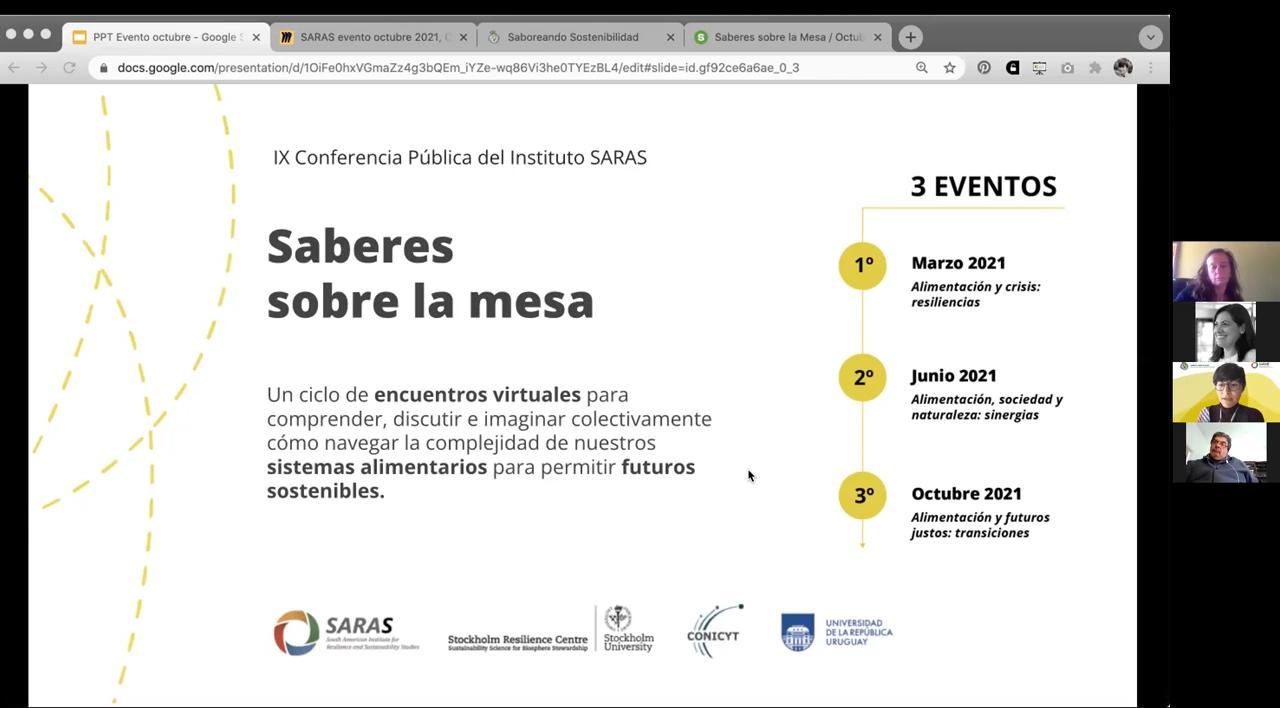 PPT Evento octubre - Google S
SARAS evento octubre 2021, O
Saboreando Sostenibilidad
Saberes sobre la Mesa / Octub
docs.google.com/presentation/d/1OiFe0hxVGmaZz4g3bQEm_iYZe-wq86Vi3he0TYEzBL4/edit#slide=id.gf92ce6a6ae_0_3
IX Conferencia Pública del Instituto SARAS
Saberes
sobre la mesa
Un ciclo de encuentros virtuales para
comprender, discutir e imaginar colectivamente
cómo navegar la complejidad de nuestros
sistemas alimentarios para permitir futuros
sostenibles.
3 EVENTOS
1º
Marzo 2021
Alimentación y crisis:
resiliencias
2º
Junio 2021
Alimentación, sociedad y
naturaleza: sinergias
3º
Octubre 2021
Alimentación y futuros
justos: transiciones
SARAS
South American Institute for
Resilience and Sustainability Studies
Stockholm Resilience Centre
Sustainability Science for Biosphere Stewardship
Stockholm
University
CONICYT
UNIVERSIDAD
DE LA REPÚBLICA
URUGUAY